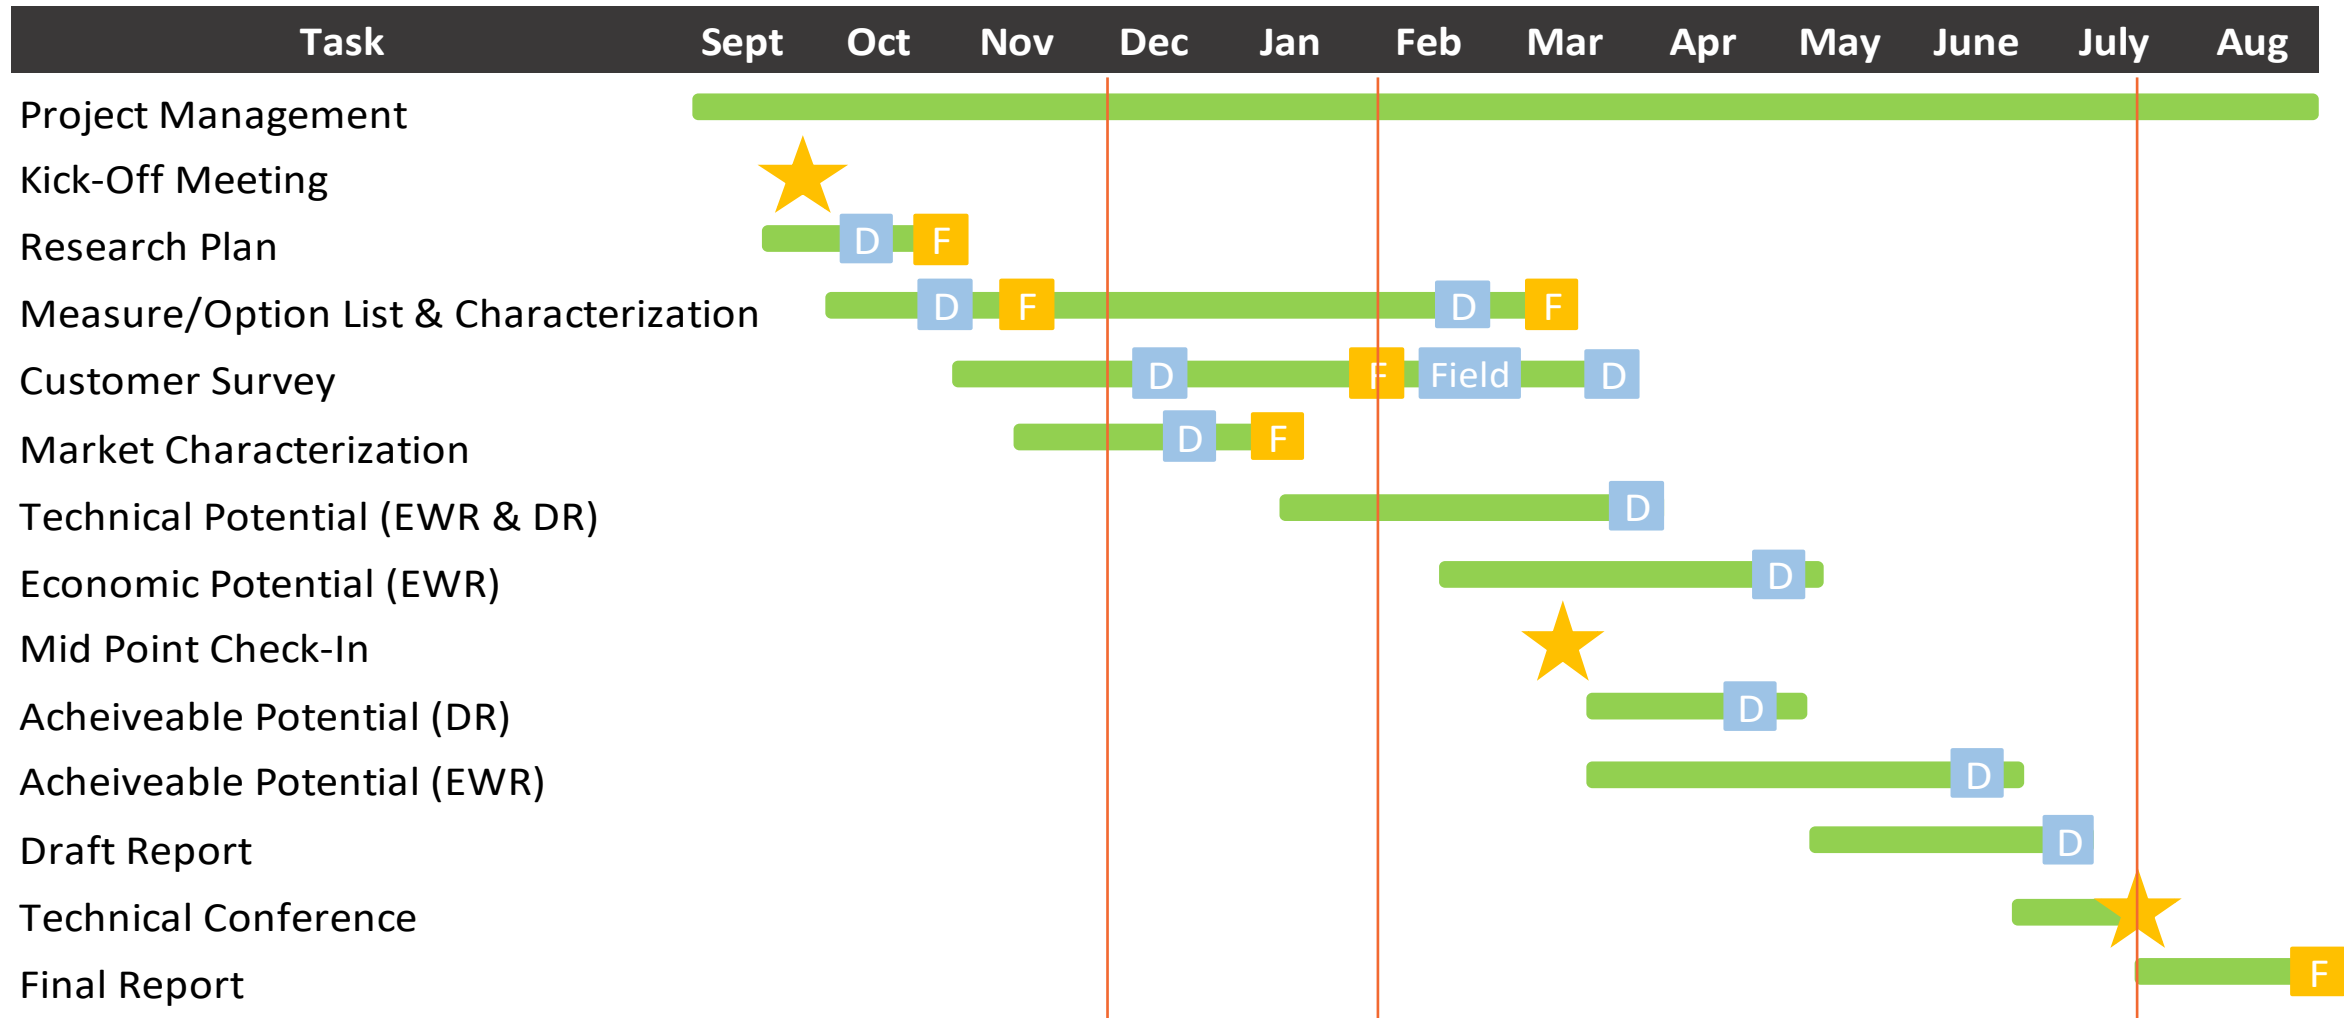 Task Sept Oct Nov Dec Jan Feb Mar Apr May June July Aug
Project Management
Kick-Off Meeting
Research Plan D F
Measure/Option List & Characterization D F D F
Customer Survey D F Field D
Market Characterization D F
Technical Potential (EWR & DR) D
Economic Potential (EWR) D
Mid Point Check-In
Acheiveable Potential (DR) D
Acheiveable Potential (EWR) D
Draft Report D
Technical Conference
Final Report F